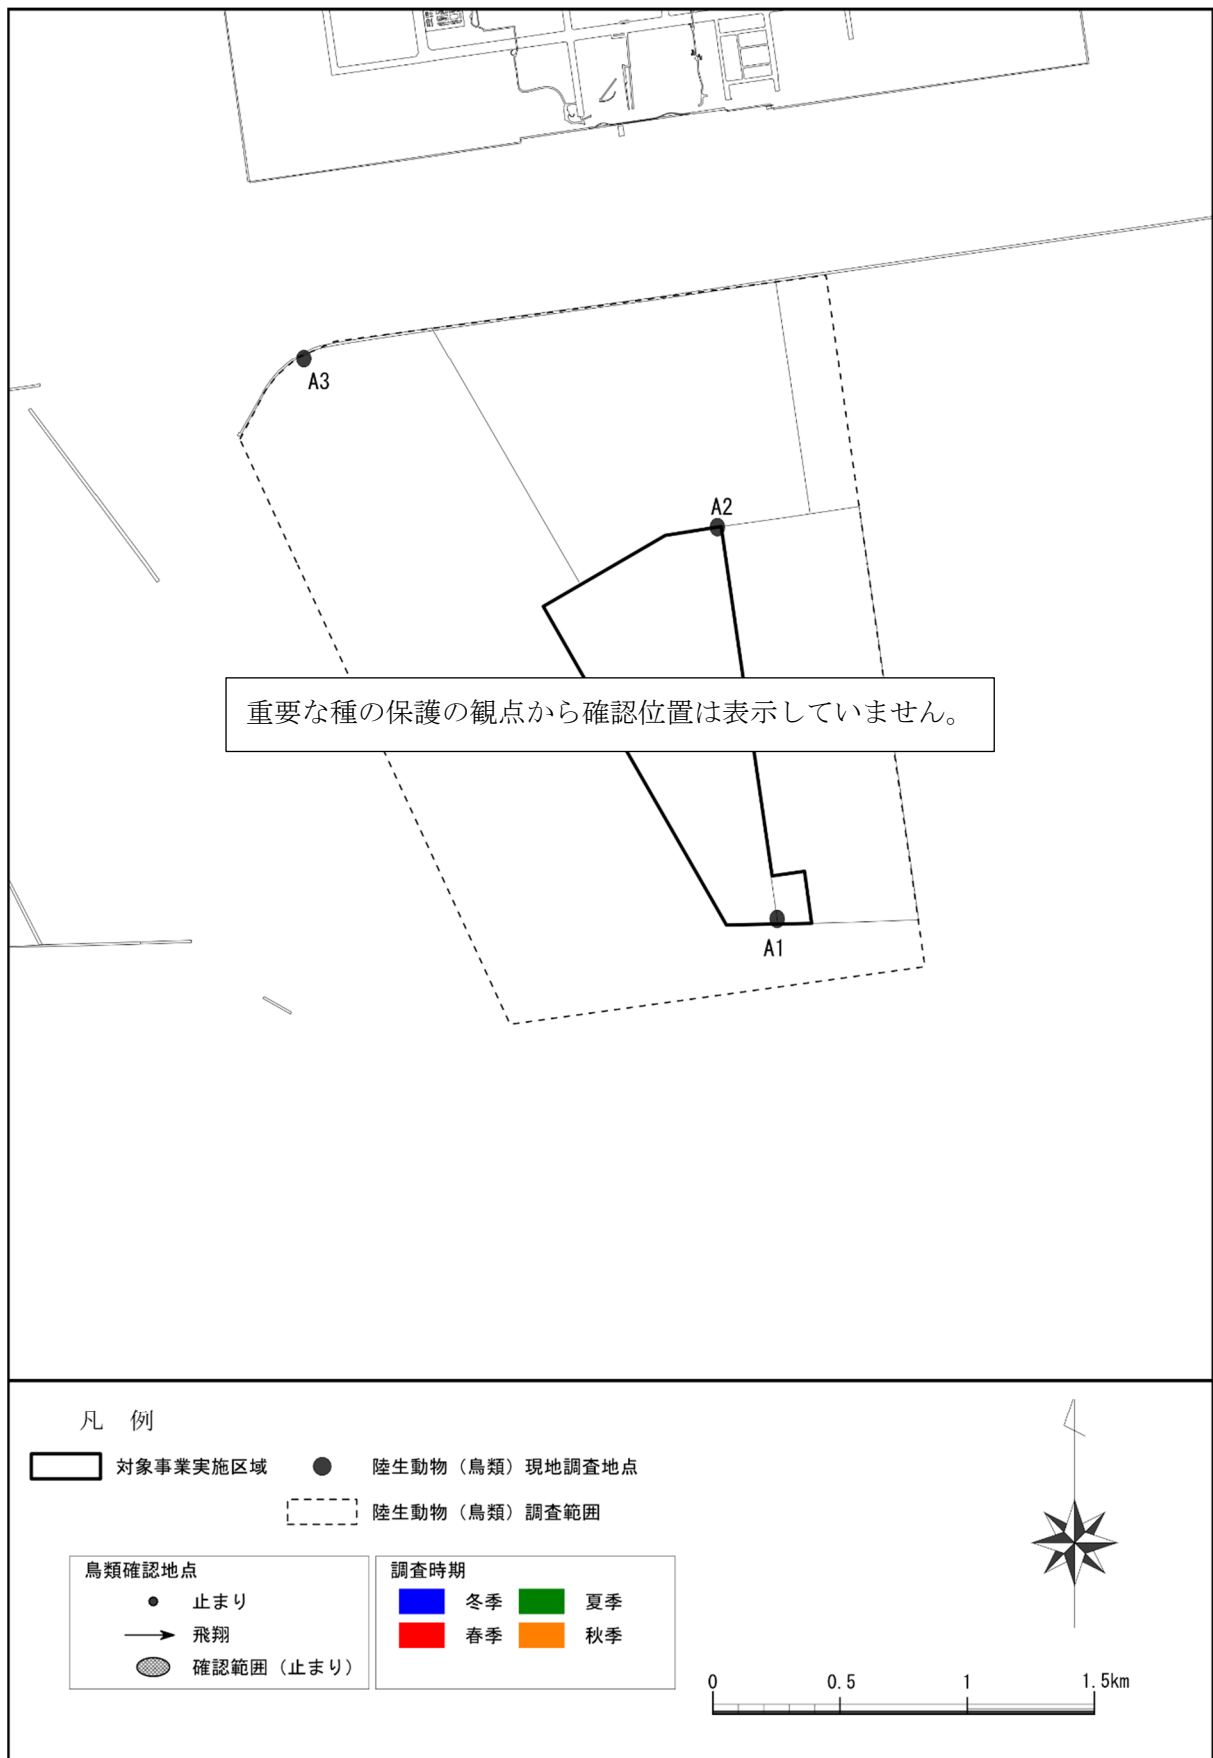 A3
A2
重要な種の保護の観点から確認位置は表示していません。
A1
凡 例
対象事業実施区域
陸生動物（鳥類）現地調査地点
陸生動物（鳥類）調査範囲
鳥類確認地点
止まり
飛翔
確認範囲（止まり）
調査時期
冬季
夏季
春季
秋季
0 0.5 1 1.5km